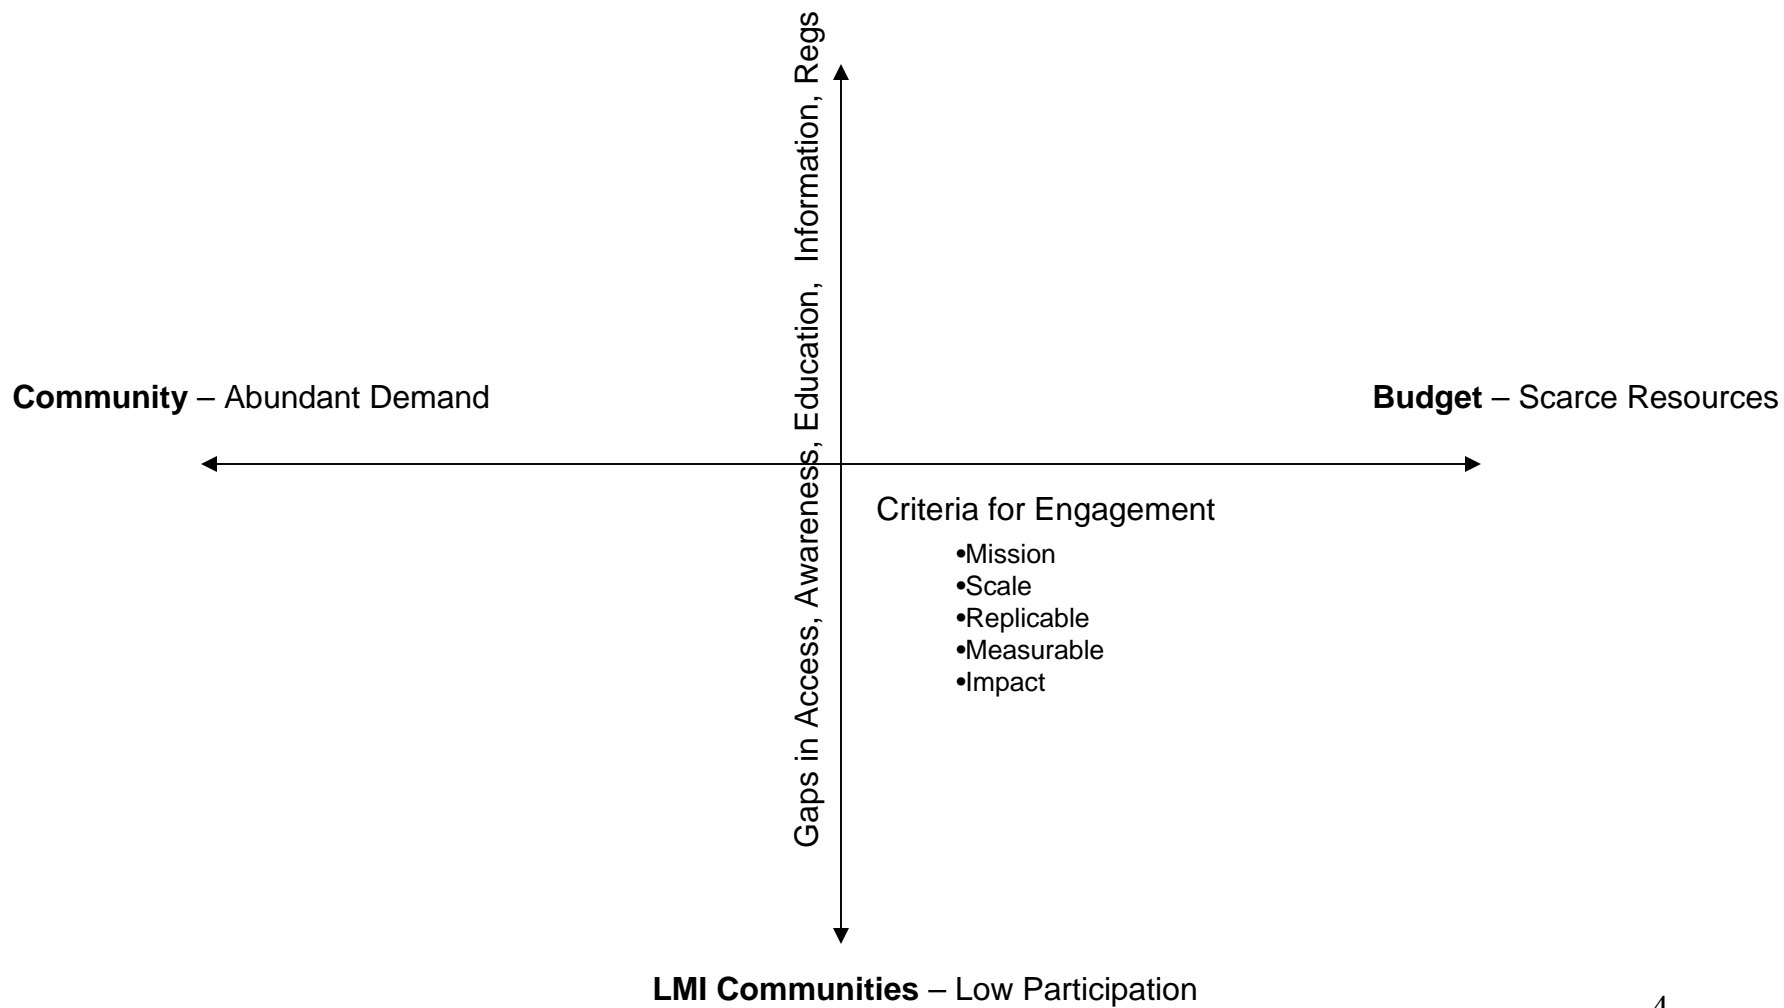 Gaps in Access, Awareness, Education, Information, Regs
Community – Abundant Demand
Budget – Scarce Resources
Criteria for Engagement
•Mission
•Scale
•Replicable
•Measurable
•Impact
LMI Communities – Low Participation
4